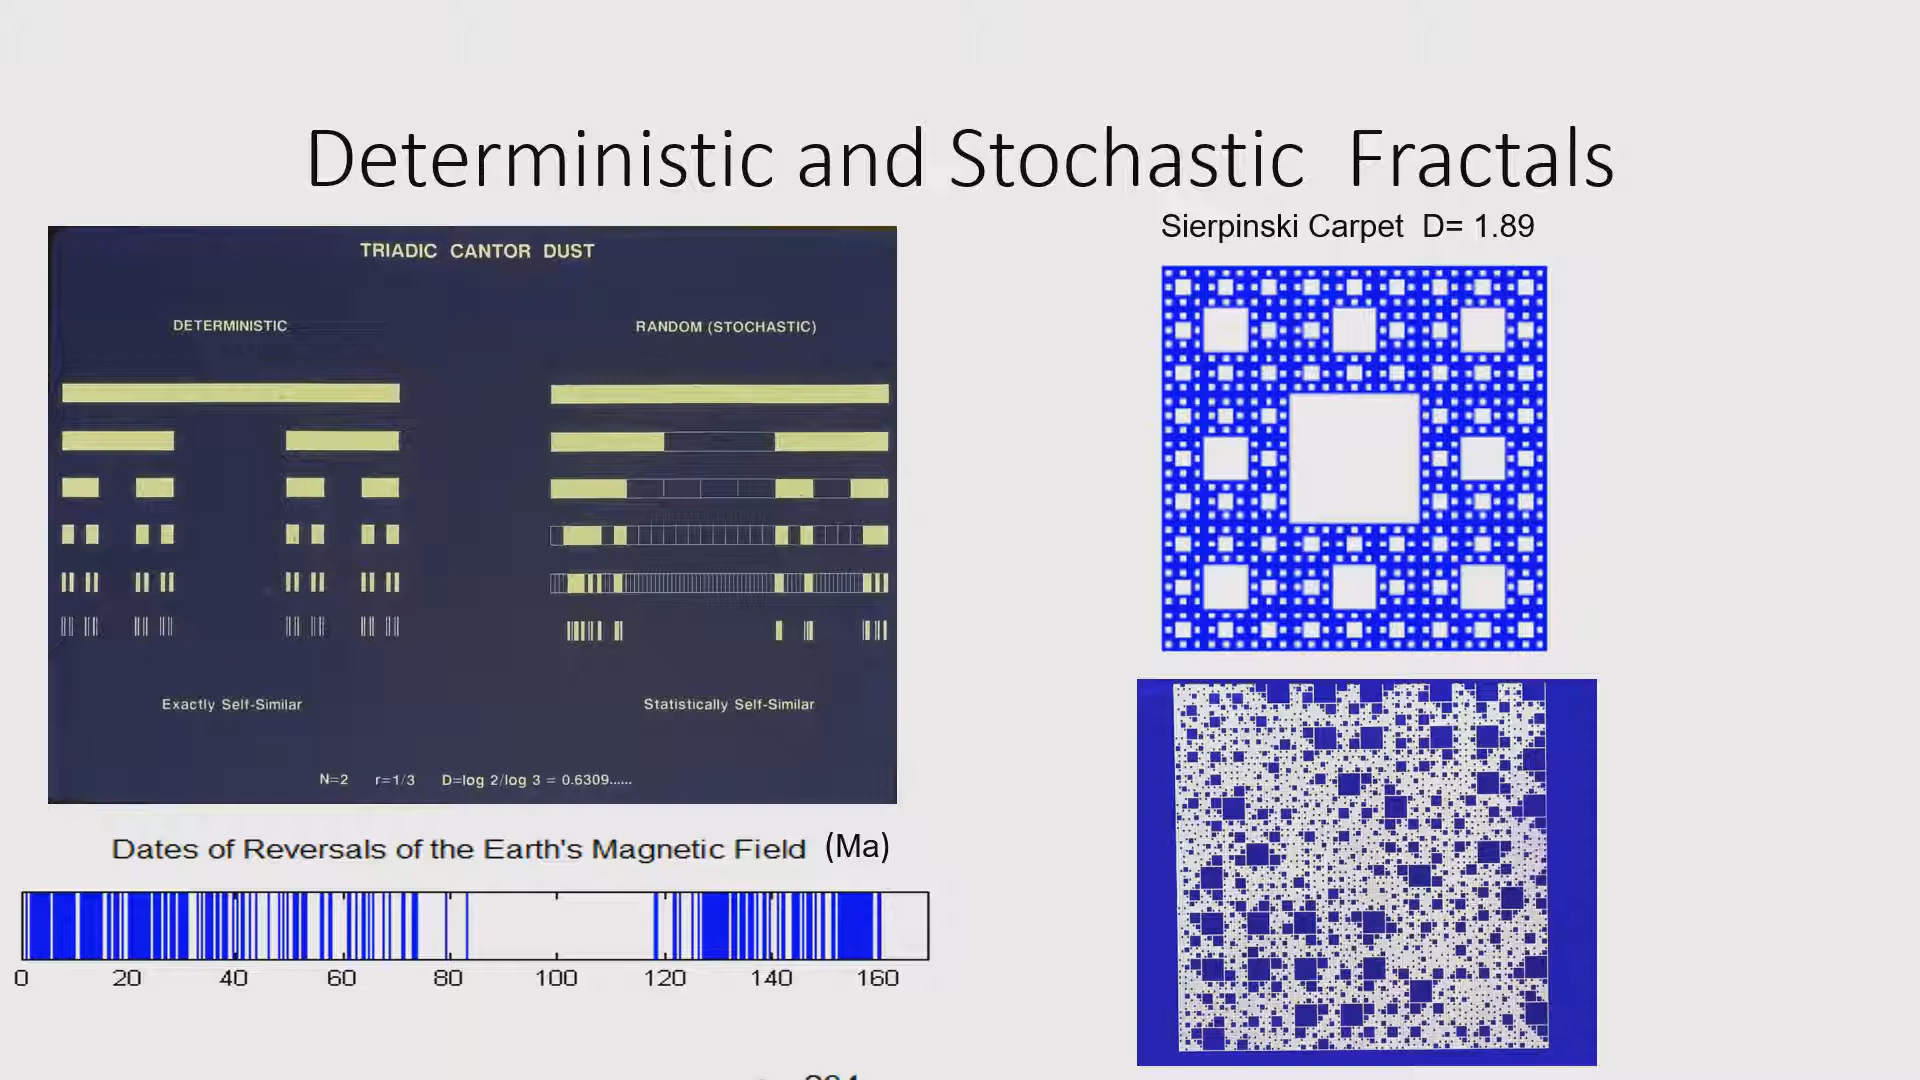 Deterministic and Stochastic Fractals
Sierpinski Carpet D= 1.89
TRIADIC CANTOR DUST
DETERMINISTIC
RANDOM (STOCHASTIC)
Exactly Self-Similar
Statistically Self-Similar
N=2 r=1/3 D=log 2/log 3 = 0.6309......
Dates of Reversals of the Earth's Magnetic Field (Ma)
0 20 40 60 80 100 120 140 160